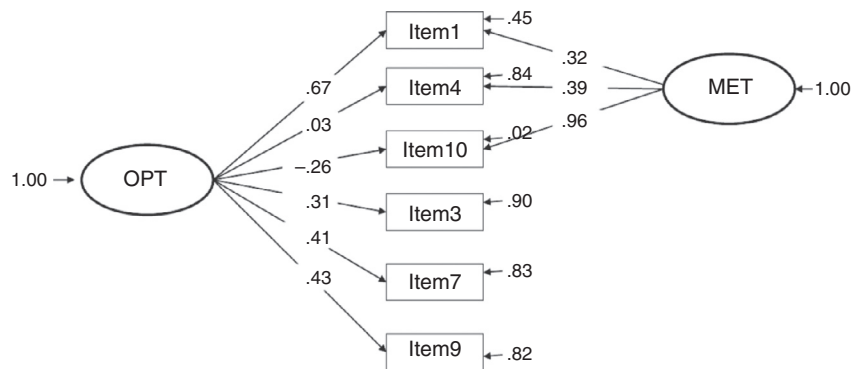 Item1
.45
.32
.67
Item4
.84
.39
MET
1.00
.03
.96
Item10
.02
–.26
1.00
OPT
.31
Item3
.90
.41
Item7
.83
.43
Item9
.82